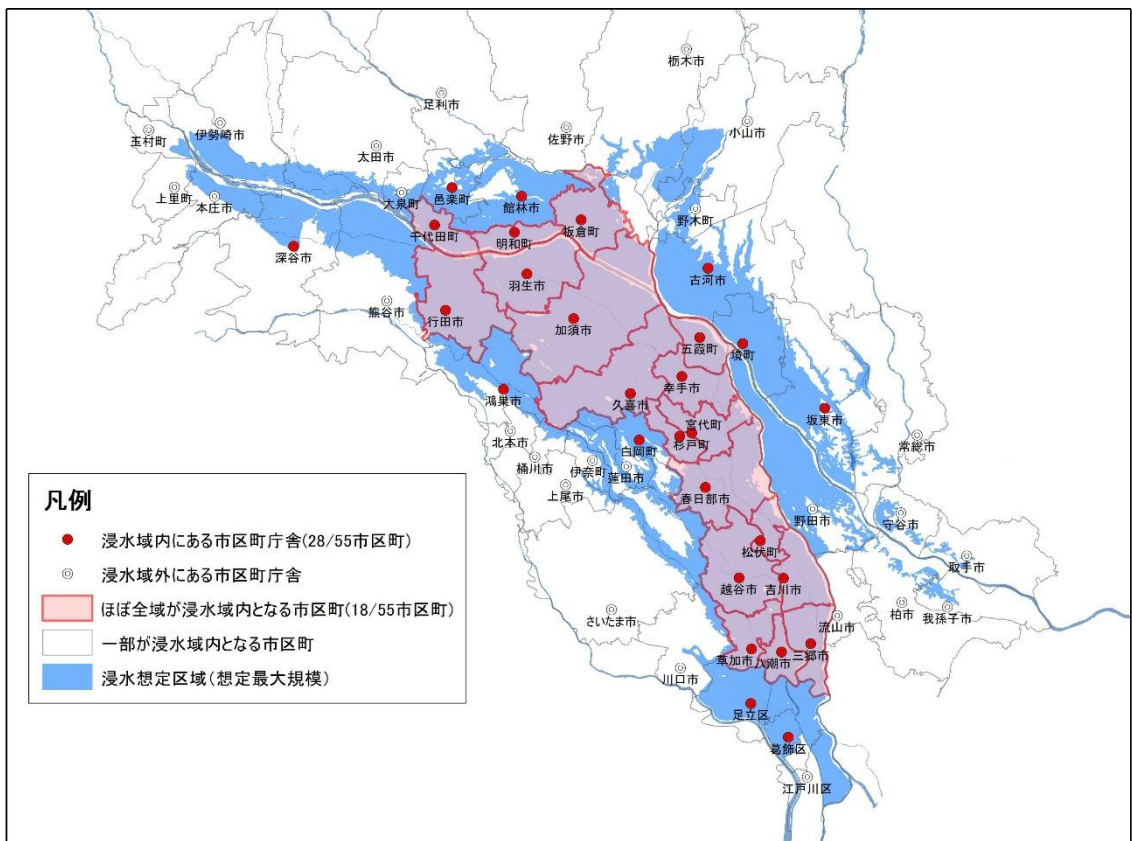 栃木市
足利市
小山市
伊勢崎市
佐野市
玉村町
太田市
上里町
本庄市
大泉町
邑楽町
館林市
板倉町
野木町
千代田町
明和町
深谷市
古河市
羽生市
熊谷市
行田市
加須市
五霞町
境町
幸手市
鴻巣市
久喜市
坂東市
宮代町
杉戸町
北本市
白岡町
常総市
桶川市
伊奈町
蓮田市
上尾市
春日部市
野田市
守谷市
松伏町
取手市
越谷市
吉川市
さいたま市
流山市
柏市
我孫子市
草加市
八潮市
三郷市
川口市
足立区
葛飾区
江戸川区
凡例
浸水域内にある市区町庁舎(28/55市区町)
浸水域外にある市区町庁舎
ほぼ全域が浸水域内となる市区町(18/55市区町)
一部が浸水域内となる市区町
浸水想定区域(想定最大規模)